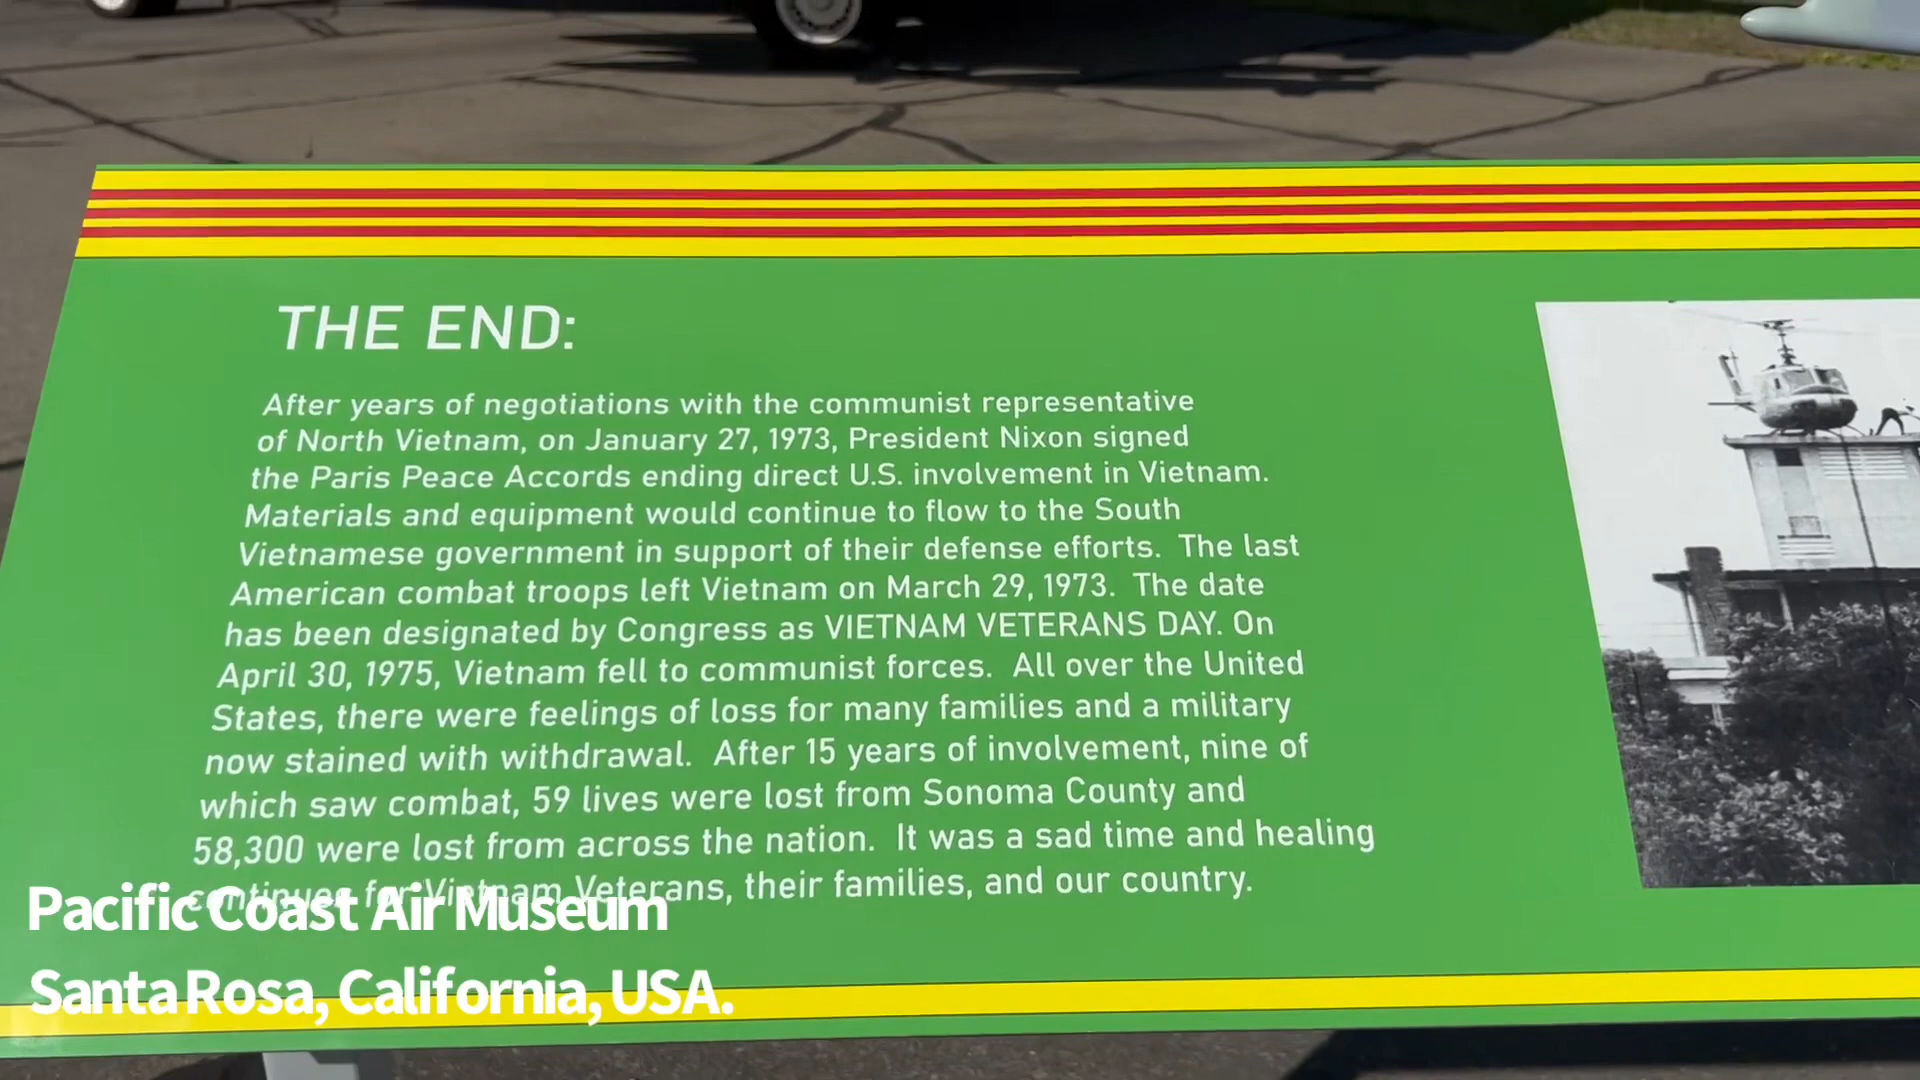 THE END:
After years of negotiations with the communist representative
of North Vietnam, on January 27, 1973, President Nixon signed
the Paris Peace Accords ending direct U.S. involvement in Vietnam.
Materials and equipment would continue to flow to the South
Vietnamese government in support of their defense efforts. The last
American combat troops left Vietnam on March 29, 1973. The date
has been designated by Congress as VIETNAM VETERANS DAY. On
April 30, 1975, Vietnam fell to communist forces. All over the United
States, there were feelings of loss for many families and a military
now stained with withdrawal. After 15 years of involvement, nine of
which saw combat, 59 lives were lost from Sonoma County and
58,300 were lost from across the nation. It was a sad time and healing
continues for Vietnam Veterans, their families, and our country.
Pacific Coast Air Museum
Santa Rosa, California, USA.